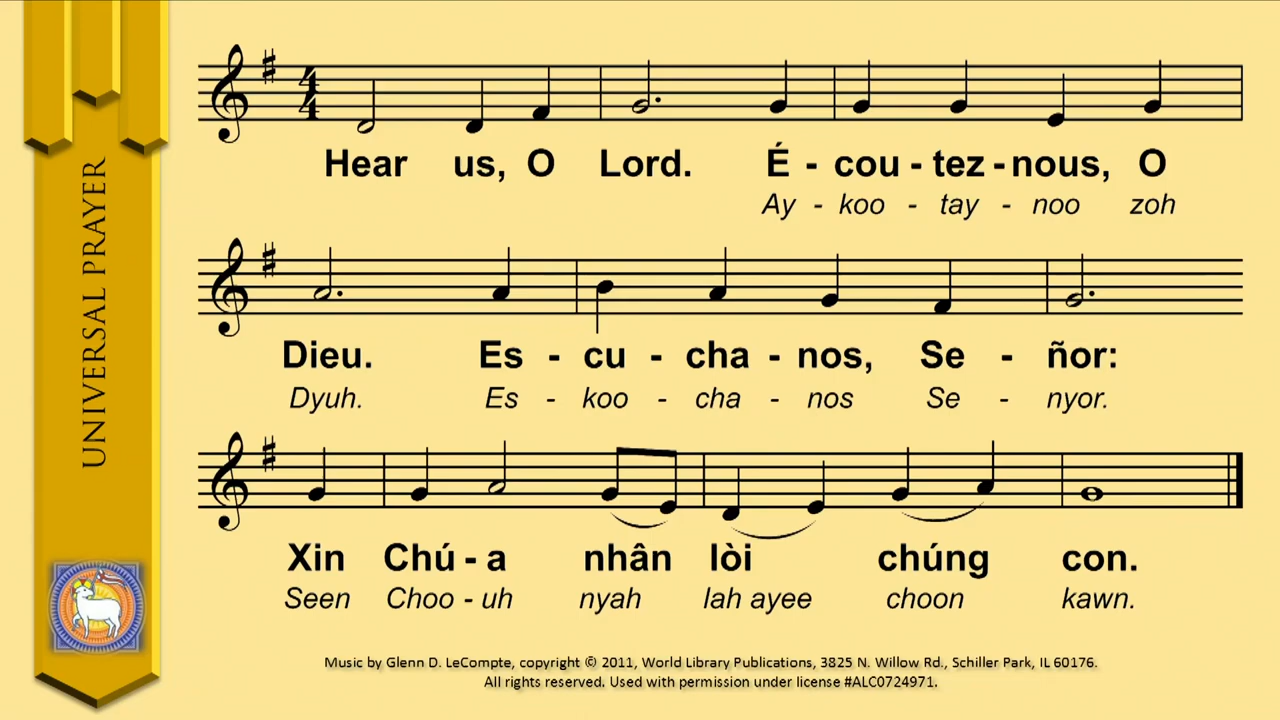 UNIVERSAL PRAYER
4
4
Hear us, O Lord. É - cou - tez - nous, O
Ay - koo - tay - noo zoh
Dieu. Es - cu - cha - nos, Se - ñor:
Dyuh. Es - koo - cha - nos Se - nyor.
Xin Chú - a nhân lòi chúng con.
Seen Choo - uh nyah lah ayee choon kawn.
Music by Glenn D. LeCompte, copyright © 2011, World Library Publications, 3825 N. Willow Rd., Schiller Park, IL 60176.
All rights reserved. Used with permission under license #ALC0724971.